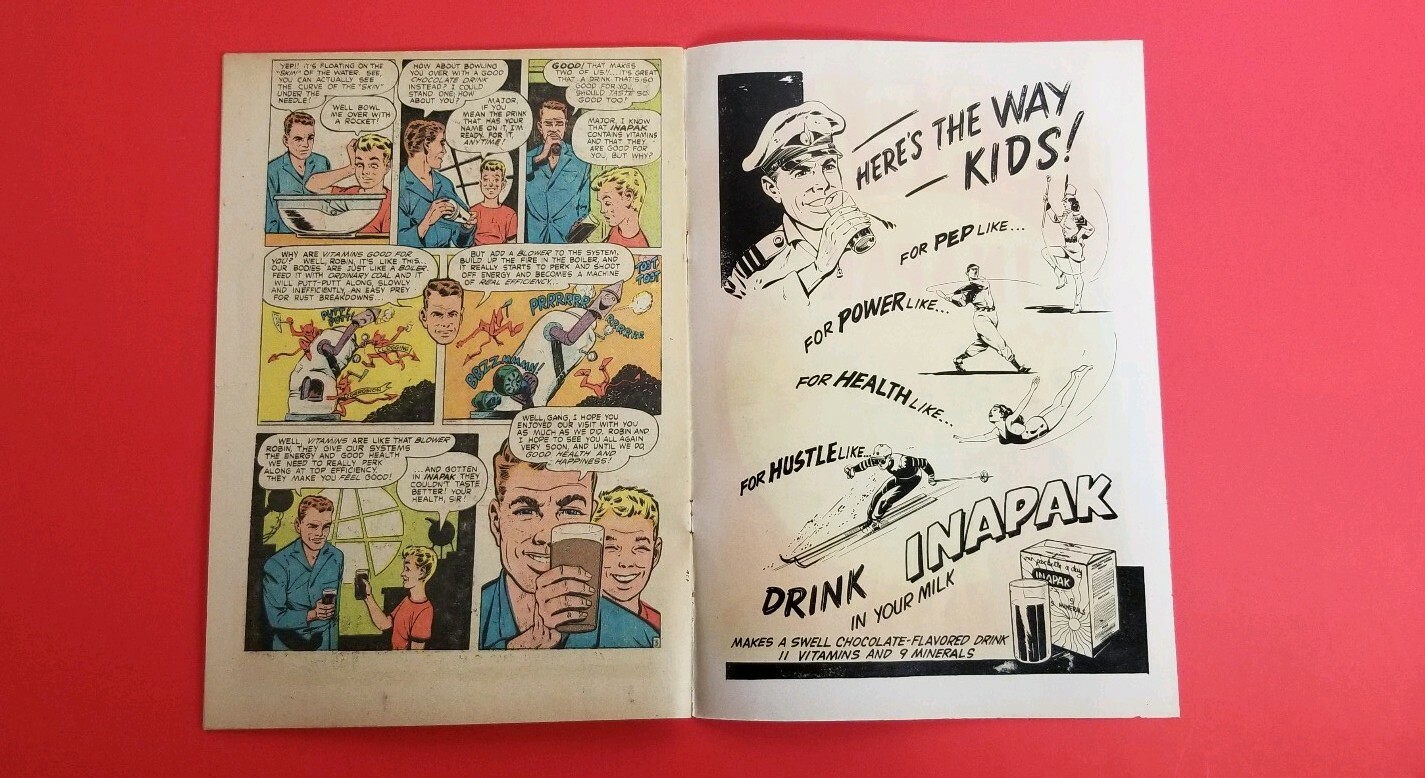 YEP!! IT'S FLOATING ON THE
"SKIN" OF THE WATER. SEE,
YOU CAN ACTUALLY SEE
THE CURVE OF THE "SKIN"
UNDER THE
NEEDLE!
WELL BOWL
ME OVER WITH
A ROCKET!
HOW ABOUT BOWLING
YOU OVER WITH A GOOD
CHOCOLATE DRINK
INSTEAD? I COULD
STAND ONE; HOW
ABOUT YOU?
MAJOR,
IF YOU
MEAN THE DRINK
THAT HAS YOUR
NAME ON IT, I'M
READY FOR IT,
ANYTIME!
GOOD! THAT MAKES
TWO OF US!!...IT'S GREAT
THAT A DRINK THAT'S SO
GOOD FOR YOU,
SHOULD TASTE SO
GOOD TOO!
MAJOR, I KNOW
THAT INAPAK
CONTAINS VITAMINS
AND THAT THEY
ARE GOOD FOR
YOU, BUT WHY?
WHY ARE VITAMINS GOOD FOR
YOU? WELL, ROBIN, IT'S LIKE THIS...
OUR BODIES ARE JUST LIKE A BOILER.
FEED IT WITH ORDINARY COAL AND IT
WILL PUTT-PUTT ALONG, SLOWLY
AND INEFFICIENTLY, AN EASY PREY
FOR RUST BREAKDOWNS...
PUTT!
PUTT!
BUT ADD A BLOWER TO THE SYSTEM,
BUILD UP THE FIRE IN THE BOILER, AND
IT REALLY STARTS TO PERK AND SHOOT
OFF ENERGY AND BECOMES A MACHINE
OF REAL EFFICIENCY...
TOOT
TOOT
PRRRRRR
RRRRRR
BRZZMMMN!
WELL, VITAMINS ARE LIKE THAT BLOWER
ROBIN, THEY GIVE OUR SYSTEMS
THE ENERGY AND GOOD HEALTH
WE NEED TO REALLY PERK
ALONG AT TOP EFFICIENCY.
THEY MAKE YOU FEEL GOOD!
...AND GOTTEN
IN INAPAK THEY
COULDN'T TASTE
BETTER! YOUR
HEALTH, SIR!
WELL, GANG, I HOPE YOU
ENJOYED OUR VISIT WITH YOU
AS MUCH AS WE DID. ROBIN AND
I HOPE TO SEE YOU ALL AGAIN
VERY SOON, AND UNTIL WE DO,
GOOD HEALTH AND
HAPPINESS!
3
HERE'S THE WAY
KIDS!
FOR PEP LIKE...
FOR POWER LIKE...
FOR HEALTH LIKE...
FOR HUSTLE LIKE...
DRINK INAPAK
IN YOUR MILK
MAKES A SWELL CHOCOLATE-FLAVORED DRINK
11 VITAMINS AND 9 MINERALS
a day
INAPAK
9 MINERALS